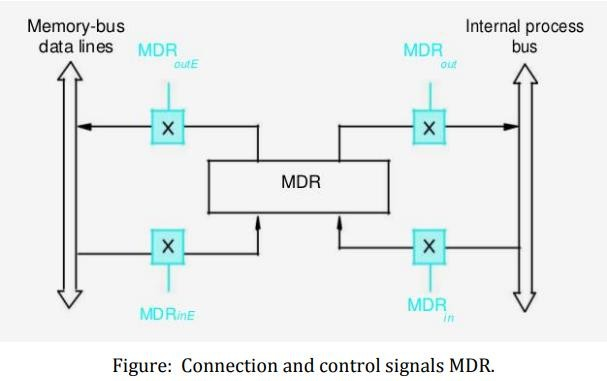 Memory-bus
data lines
Internal process
bus
MDR outE
MDR out
X
X
MDR
X
X
MDRinE
MDR in
Figure: Connection and control signals MDR.